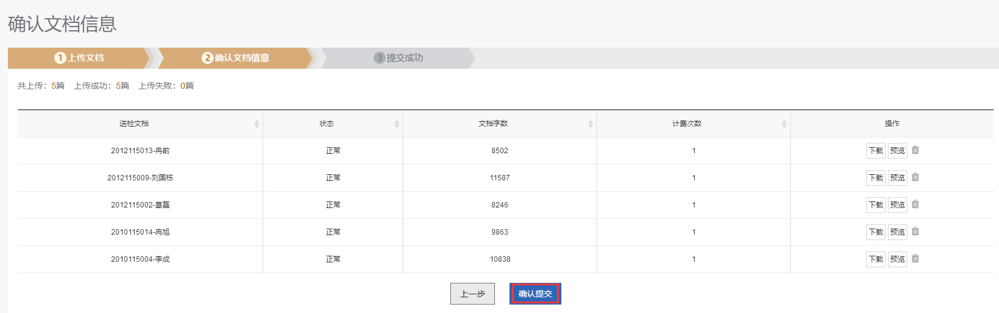 确认文档信息
1 上传文档 2 确认文档信息 3 提交成功
共上传：5篇 上传成功：5篇 上传失败：0篇
送检文档 状态 文档字数 计费次数 操作
2012115013-冉前 正常 8502 1 下载 预览
2012115009-刘国栋 正常 11587 1 下载 预览
2012115002-葛磊 正常 8246 1 下载 预览
2010115014-冉旭 正常 9863 1 下载 预览
2010115004-李成 正常 10838 1 下载 预览
上一步 确认提交